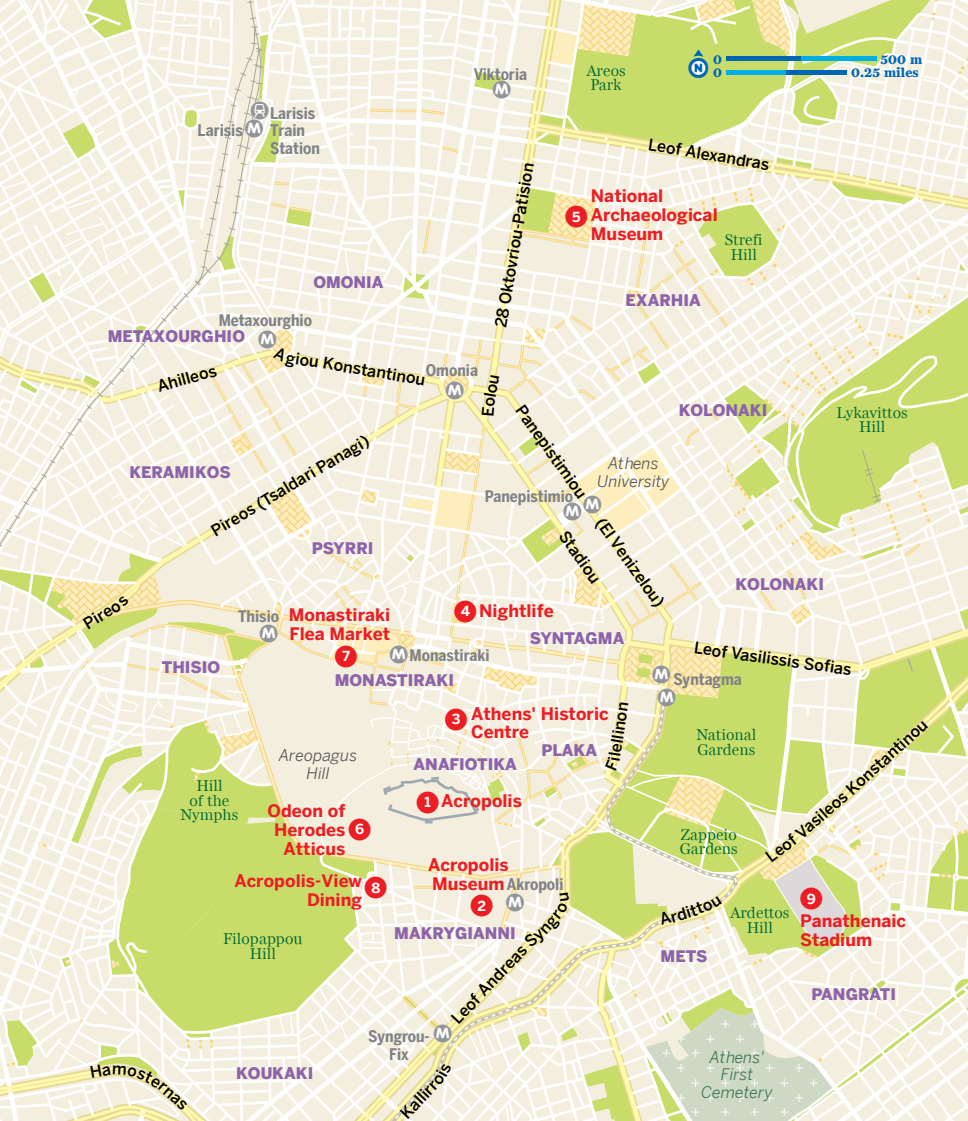 0
500 m
N
0
0.25 miles
Areos
Park
Viktoria
M
Larisis
Train
Station
Larisis
M
Leof Alexandras
National
Archaeological
Museum
5
28 Oktovriou-Patision
Strefi
Hill
OMONIA
EXARHIA
Metaxourghio
M
METAXOURGHIO
Agiou Konstantinou
Omonia
M
Ahilleos
Eolou
KOLONAKI
Lykavittos
Hill
Panepistimiou
(El Venizelou)
Athens
University
KERAMIKOS
Pireos (Tsaldari Panagi)
Panepistimio
M
M
PSYRRI
Stadiou
KOLONAKI
Pireos
Thisio
M
Monastiraki
Flea Market
7
4
Nightlife
SYNTAGMA
M
Monastiraki
Leof Vasilissis Sofias
THISIO
MONASTIRAKI
M
Syntagma
M
3
Athens' Historic
Centre
Filellinon
National
Gardens
Areopagus
Hill
PLAKA
ANAFIOTIKA
Leof Vasileos Konstantinou
Hill
of the
Nymphs
1
Acropolis
Odeon of
Herodes
Atticus
6
Zappeio
Gardens
Acropolis
Museum
2
Akropoli
M
Acropolis-View
Dining
8
9
Panathenaic
Stadium
Ardittou
Ardettos
Hill
MAKRYGIANNI
Leof Andreas Syngrou
Filopappou
Hill
METS
PANGRATI
Syngrou-
Fix
M
KOUKAKI
Hamosternas
Kallirrois
Athens'
First
Cemetery